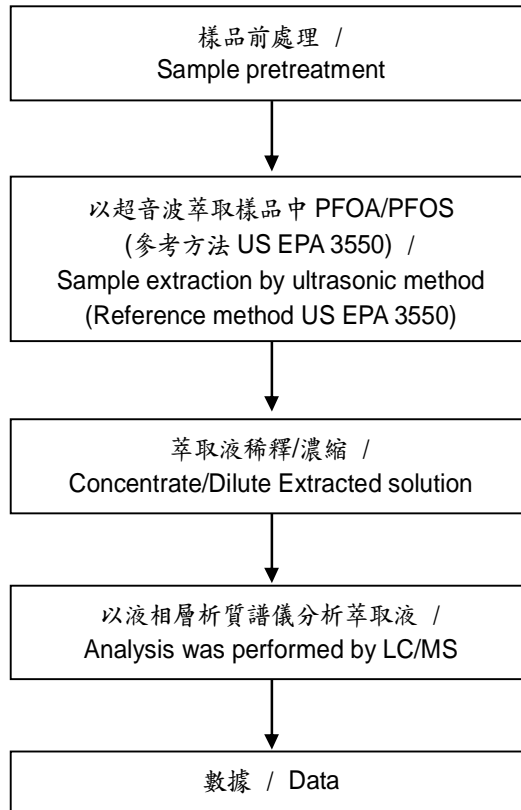 樣品前處理 /
Sample pretreatment
以超音波萃取樣品中 PFOA/PFOS
(參考方法 US EPA 3550) /
Sample extraction by ultrasonic method
(Reference method US EPA 3550)
萃取液稀釋/濃縮 /
Concentrate/Dilute Extracted solution
以液相層析質譜儀分析萃取液 /
Analysis was performed by LC/MS
數據 / Data